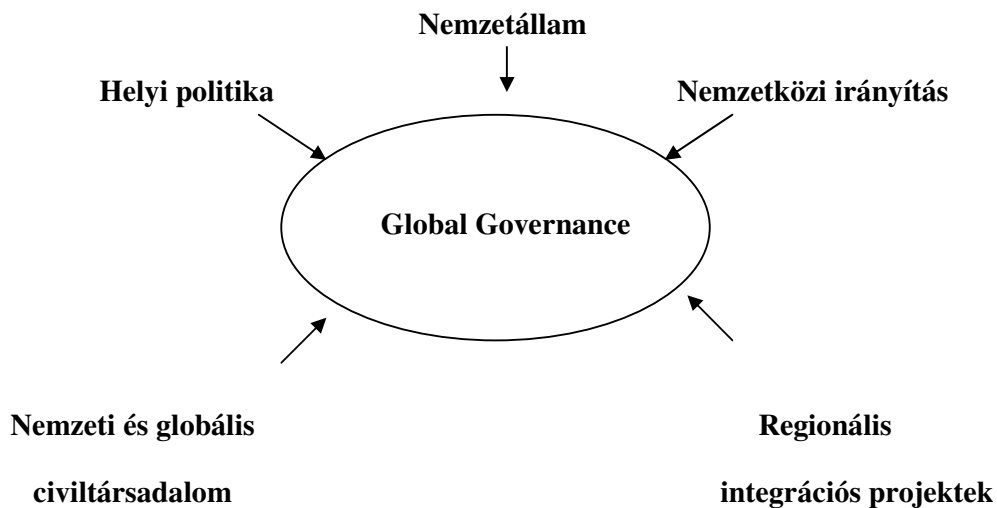 Nemzetállam
Helyi politika
Nemzetközi irányítás
Global Governance
Nemzeti és globális
civiltársadalom
Regionális
integrációs projektek